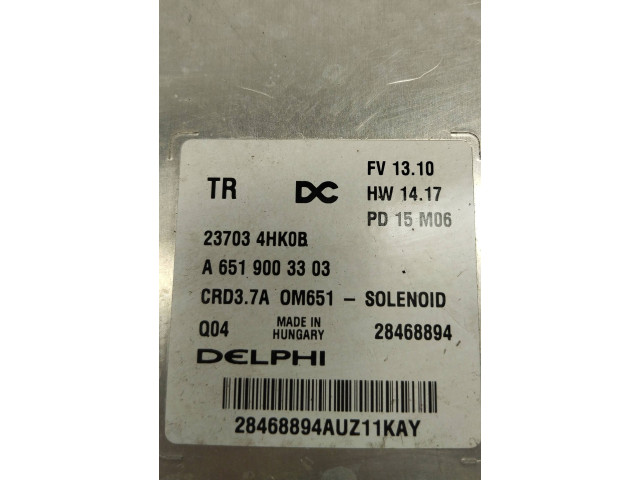 TR DC FV 13.10
HW 14.17
PD 15 M06
23703 4HK0B
A 651 900 33 03
CRD3.7A OM651 - SOLENOID
Q04 MADE IN HUNGARY 28468894
DELPHI
28468894AUZ11KAY